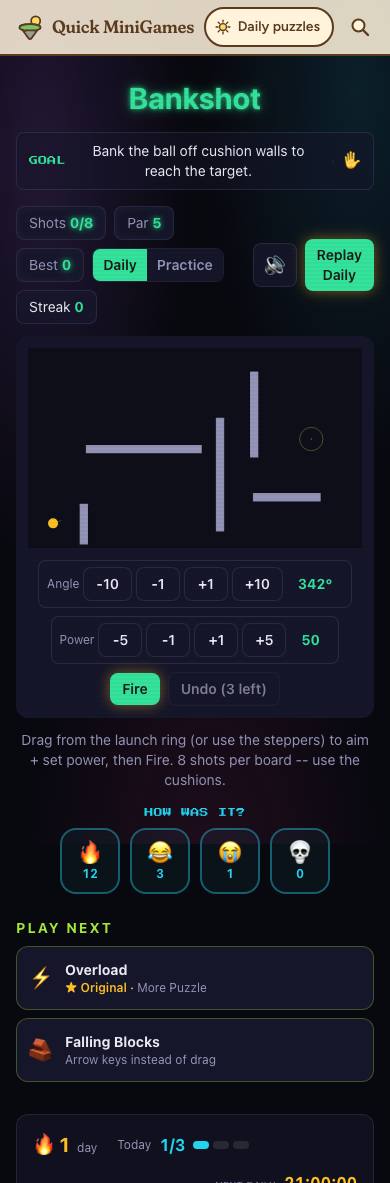 Quick MiniGames
Daily puzzles
Bankshot
GOAL
Bank the ball off cushion walls to
reach the target.
Shots 0/8
Par 5
Best 0
Daily
Practice
Streak 0
Replay
Daily
Angle
-10
-1
+1
+10
342°
Power
-5
-1
+1
+5
50
Fire
Undo (3 left)
Drag from the launch ring (or use the steppers) to aim
+ set power, then Fire. 8 shots per board -- use the
cushions.
HOW WAS IT?
12
3
1
0
PLAY NEXT
Overload
Original · More Puzzle
Falling Blocks
Arrow keys instead of drag
1 day
Today 1/3
21:00:00